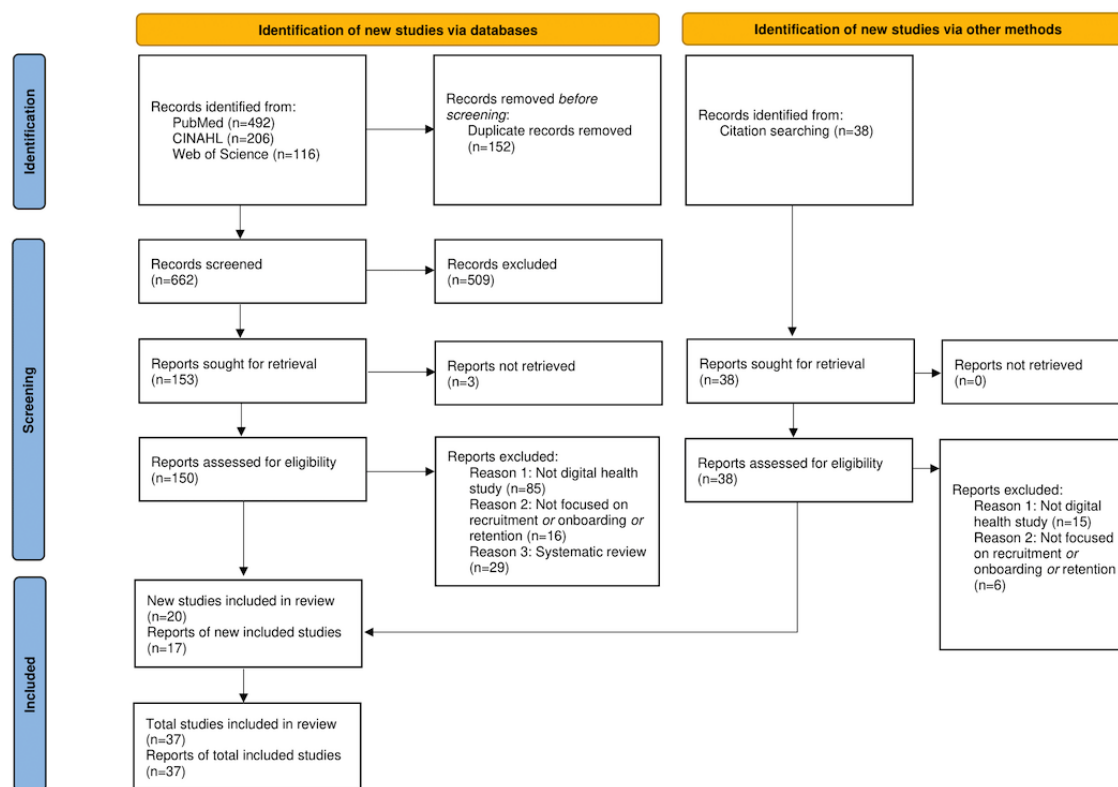 Identification of new studies via databases
Identification of new studies via other methods
Identification
Records identified from:
PubMed (n=492)
CINAHL (n=206)
Web of Science (n=116)
Records removed before
screening:
Duplicate records removed
(n=152)
Records identified from:
Citation searching (n=38)
Screening
Records screened
(n=662)
Records excluded
(n=509)
Reports sought for retrieval
(n=153)
Reports not retrieved
(n=3)
Reports sought for retrieval
(n=38)
Reports not retrieved
(n=0)
Reports assessed for eligibility
(n=150)
Reports excluded:
Reason 1: Not digital health
study (n=85)
Reason 2: Not focused on
recruitment or onboarding or
retention (n=16)
Reason 3: Systematic review
(n=29)
Reports assessed for eligibility
(n=38)
Reports excluded:
Reason 1: Not digital
health study (n=15)
Reason 2: Not focused
on recruitment or
onboarding or retention
(n=6)
Included
New studies included in review
(n=20)
Reports of new included studies
(n=17)
Total studies included in review
(n=37)
Reports of total included studies
(n=37)